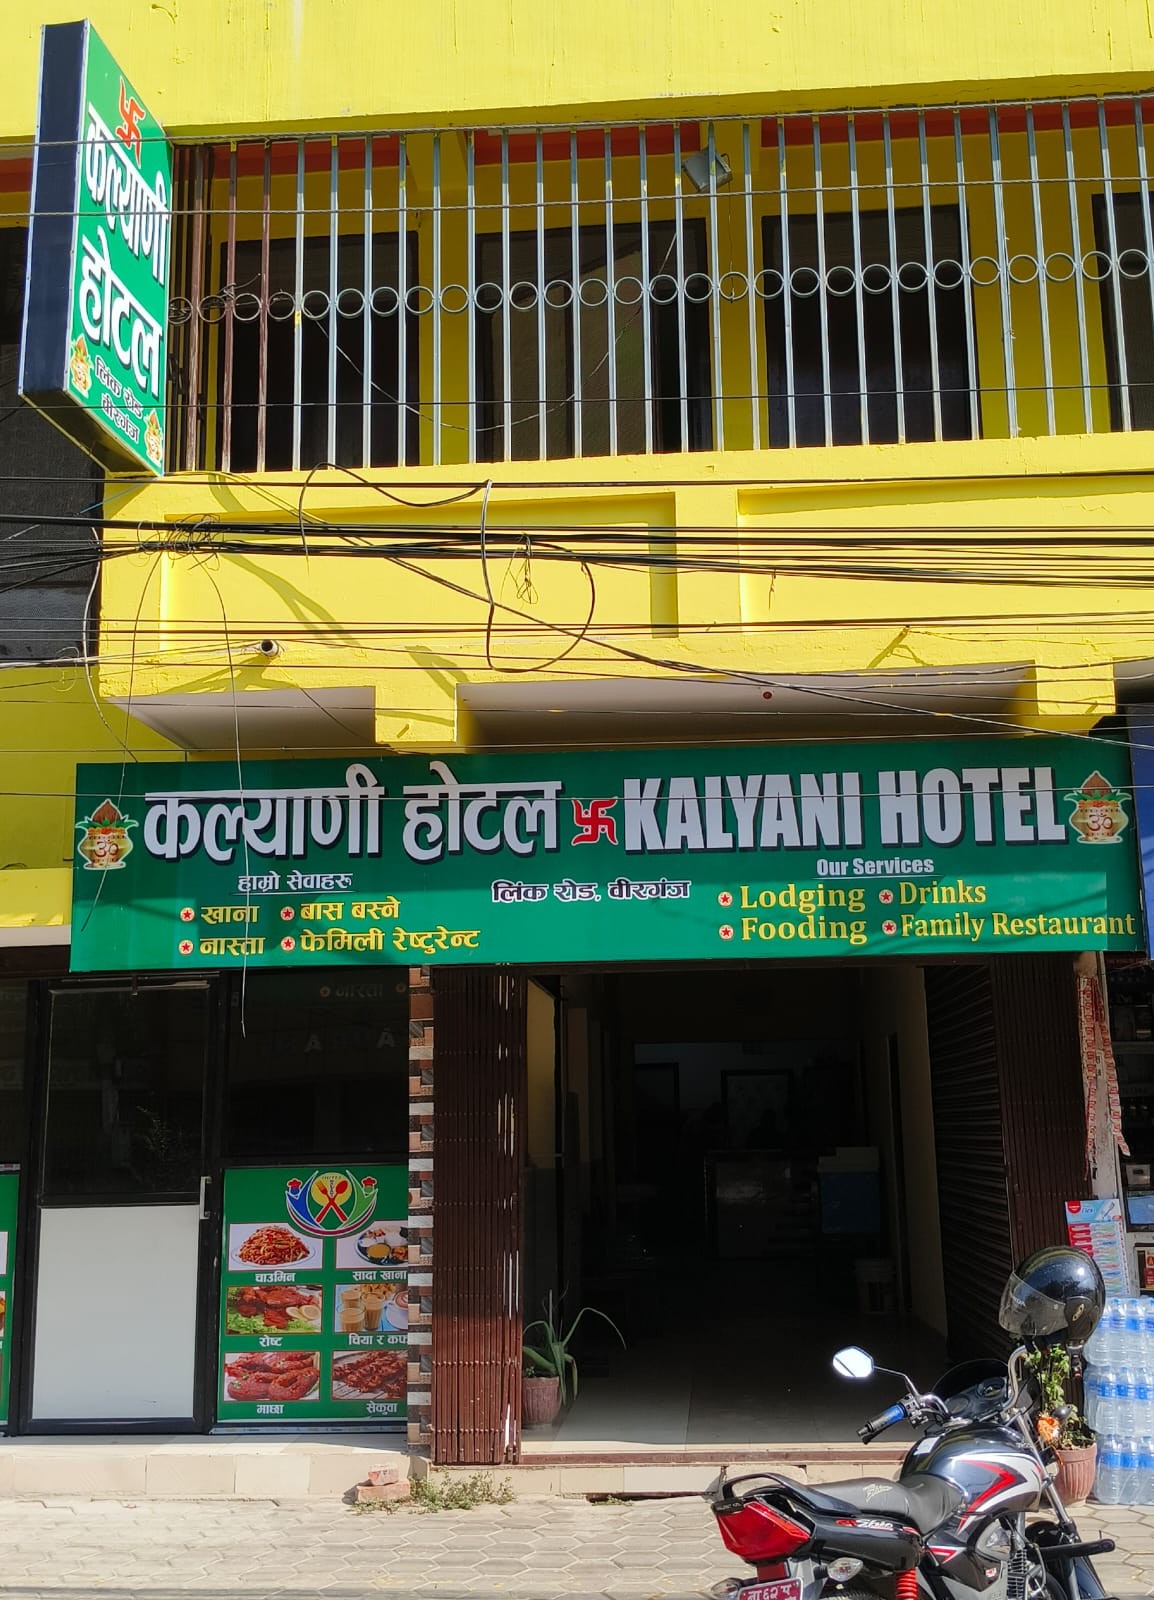 कल्याणी
होटल
लिंक रोड
वीरगंज
कल्याणी होटल 卐 KALYANI HOTEL
हाम्रो सेवाहरू
खाना बास बस्ने
नास्ता फेमिली रेष्टुरेन्ट
लिंक रोड, वीरगंज
Our Services
Lodging Drinks
Fooding Family Restaurant
चाउमिन सादा खाना
रोष्ट चिया र कफ
माछा सेकुवा